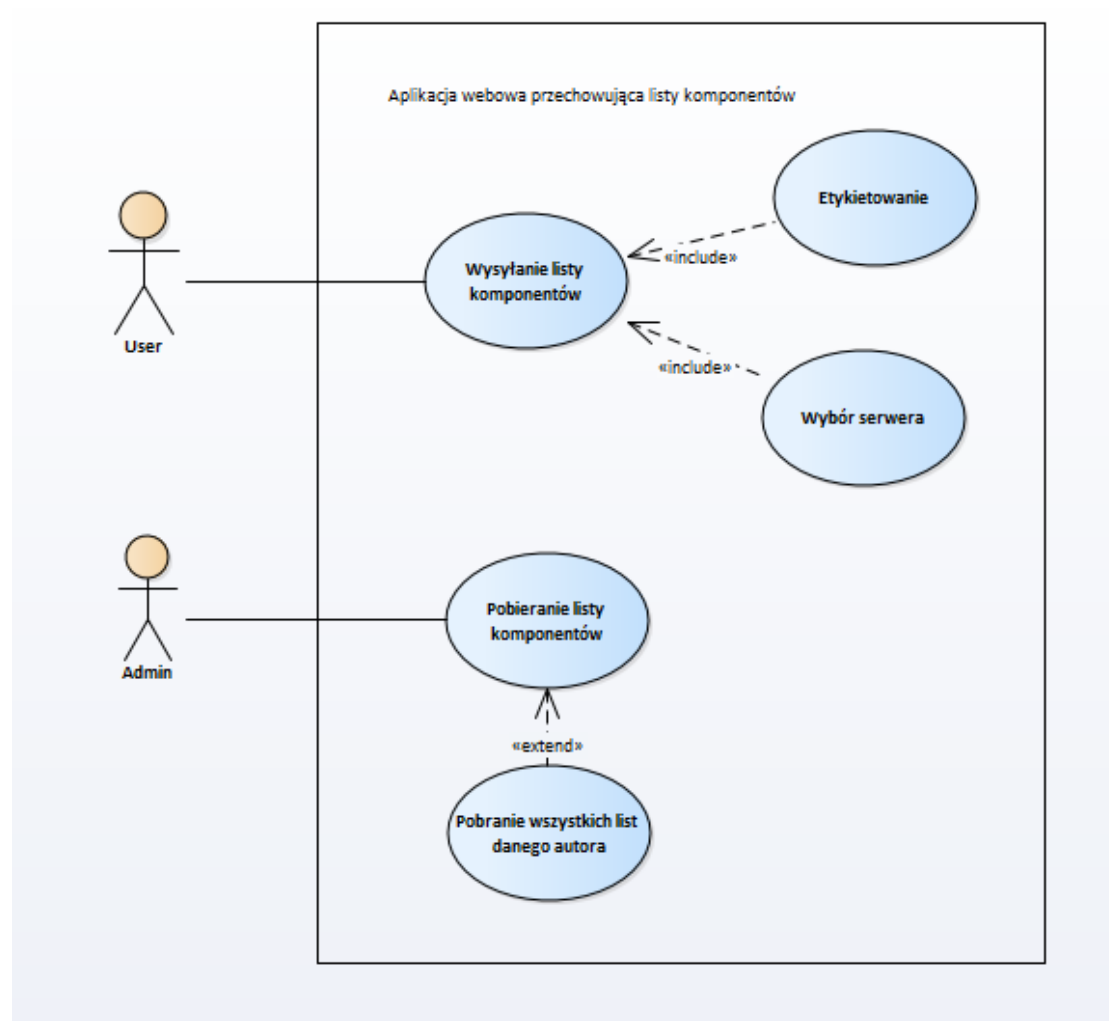 Aplikacja webowa przechowująca listy komponentów
Etykietowanie
«include»
Wysyłanie listy
komponentów
«include»
User
Wybór serwera
Pobieranie listy
komponentów
Admin
«extend»
Pobranie wszystkich list
danego autora